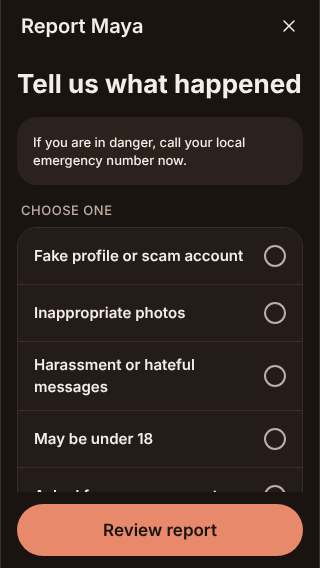 Report Maya
Tell us what happened
If you are in danger, call your local
emergency number now.
CHOOSE ONE
Fake profile or scam account
Inappropriate photos
Harassment or hateful
messages
May be under 18
Review report